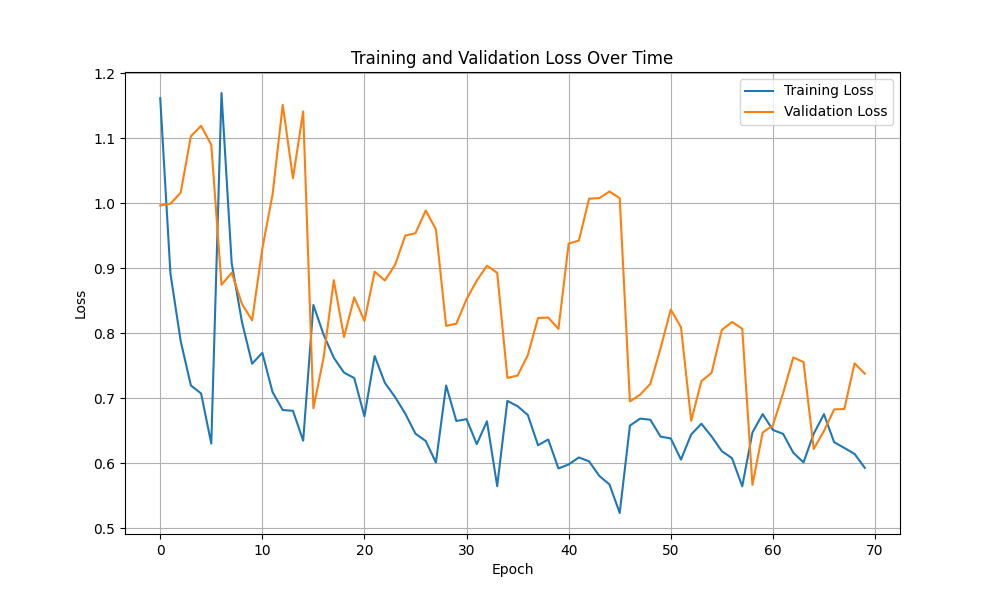 Training and Validation Loss Over Time
Training Loss
Validation Loss
1.2
1.1
1.0
0.9
0.8
0.7
0.6
0.5
Loss
0 10 20 30 40 50 60 70
Epoch